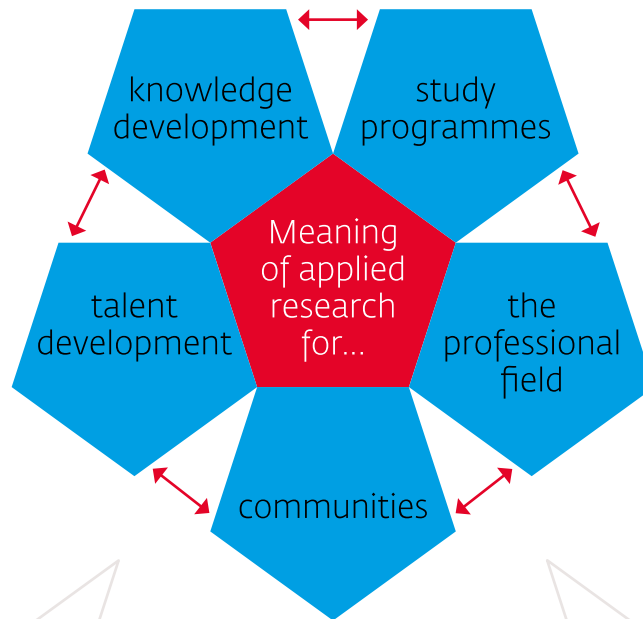 knowledge
development
study
programmes
Meaning
of applied
research
for...
talent
development
the
professional
field
communities